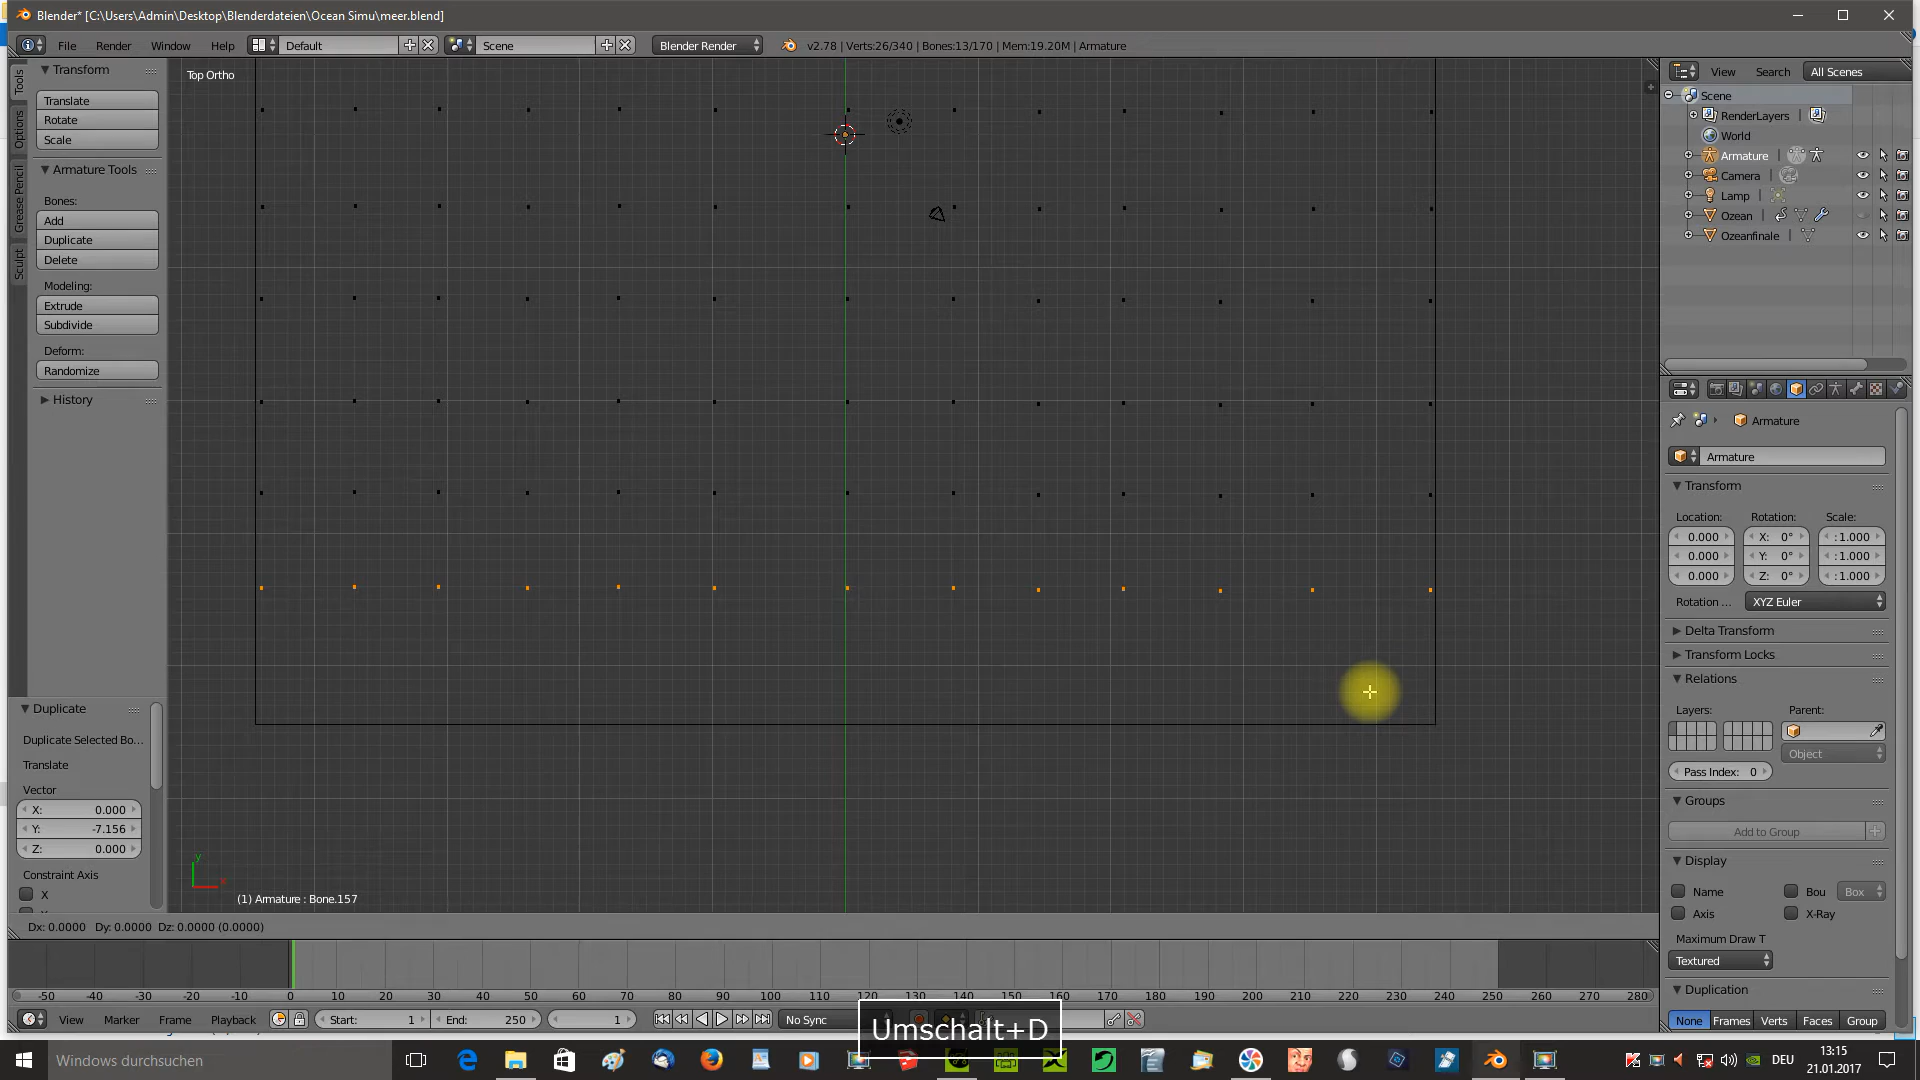 Blender* [C:\Users\Admin\Desktop\Blenderdateien\Ocean Simu\meer.blend]
File Render Window Help Default Scene Blender Render v2.78 | Verts:26/340 | Bones:13/170 | Mem:19.20M | Armature
Tools
Options
Grease Pencil
Sculpt
Transform
Translate
Rotate
Scale
Armature Tools
Bones:
Add
Duplicate
Delete
Modeling:
Extrude
Subdivide
Deform:
Randomize
History
Duplicate
Duplicate Selected Bo...
Translate
Vector
X: 0.000
Y: -7.156
Z: 0.000
Constraint Axis
X
Top Ortho
y
x
(1) Armature : Bone.157
Dx: 0.0000 Dy: 0.0000 Dz: 0.0000 (0.0000)
View Search All Scenes
Scene
RenderLayers
World
Armature
Camera
Lamp
Ozean
Ozeanfinale
Armature
Armature
Transform
Location: Rotation: Scale:
0.000 X: 0° : 1.000
0.000 Y: 0° : 1.000
0.000 Z: 0° : 1.000
Rotation ... XYZ Euler
Delta Transform
Transform Locks
Relations
Layers: Parent:
Object
Pass Index: 0
Groups
Add to Group
Display
Name Bou Box
Axis X-Ray
Maximum Draw T
Textured
Duplication
None Frames Verts Faces Group
-50 -40 -30 -20 -10 0 10 20 30 40 50 60 70 80 90 100 110 120 130 140 150 160 170 180 190 200 210 220 230 240 250 260 270 280
View Marker Frame Playback Start: 1 End: 250 1 No Sync
Umschalt+D
Windows durchsuchen
DEU
13:15
21.01.2017